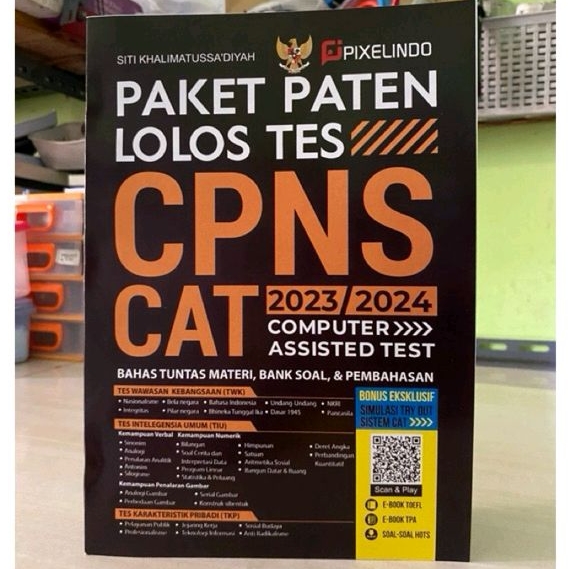 SITI KHALIMATUSSA'DIYAH
PIXELINDO
PAKET PATEN
LOLOS TES
CPNS
CAT 2023/2024
COMPUTER >>>>
ASSISTED TEST
BAHAS TUNTAS MATERI, BANK SOAL, & PEMBAHASAN
TES WAWASAN KEBANGSAAN (TWK)
• Nasionalisme • Bela negara • Bahasa Indonesia • Undang Undang • NKRI
• Integritas • Pilar negara • Bhineka Tunggal Ika • Dasar 1945 • Pancasila
TES INTELEGENSIA UMUM (TIU)
Kemampuan Verbal Kemampuan Numerik
• Sinonim • Bilangan • Himpunan • Deret Angka
• Analogi • Soal Cerita dan • Satuan • Perbandingan
• Penalaran Analitik Interpretasi Data • Aritmetika Sosial Kuantitatif
• Antonim • Program Linear • Bangun Datar & Ruang
• Silogisme • Statistika & Peluang
Kemampuan Penalaran Gambar
• Analogi Gambar • Serial Gambar
• Perbedaan Gambar
TES KARAKTERISTIK PRIBADI (TKP)
• Pelayanan Publik • Jejaring Kerja • Sosial Budaya
• Profesionalisme • Teknologi Informasi • Anti Radikalisme
BONUS EKSKLUSIF
SIMULASI TRY OUT
SISTEM CAT >>>>
Scan & Play
E-BOOK TOEFL
E-BOOK TPA
SOAL-SOAL HOTS